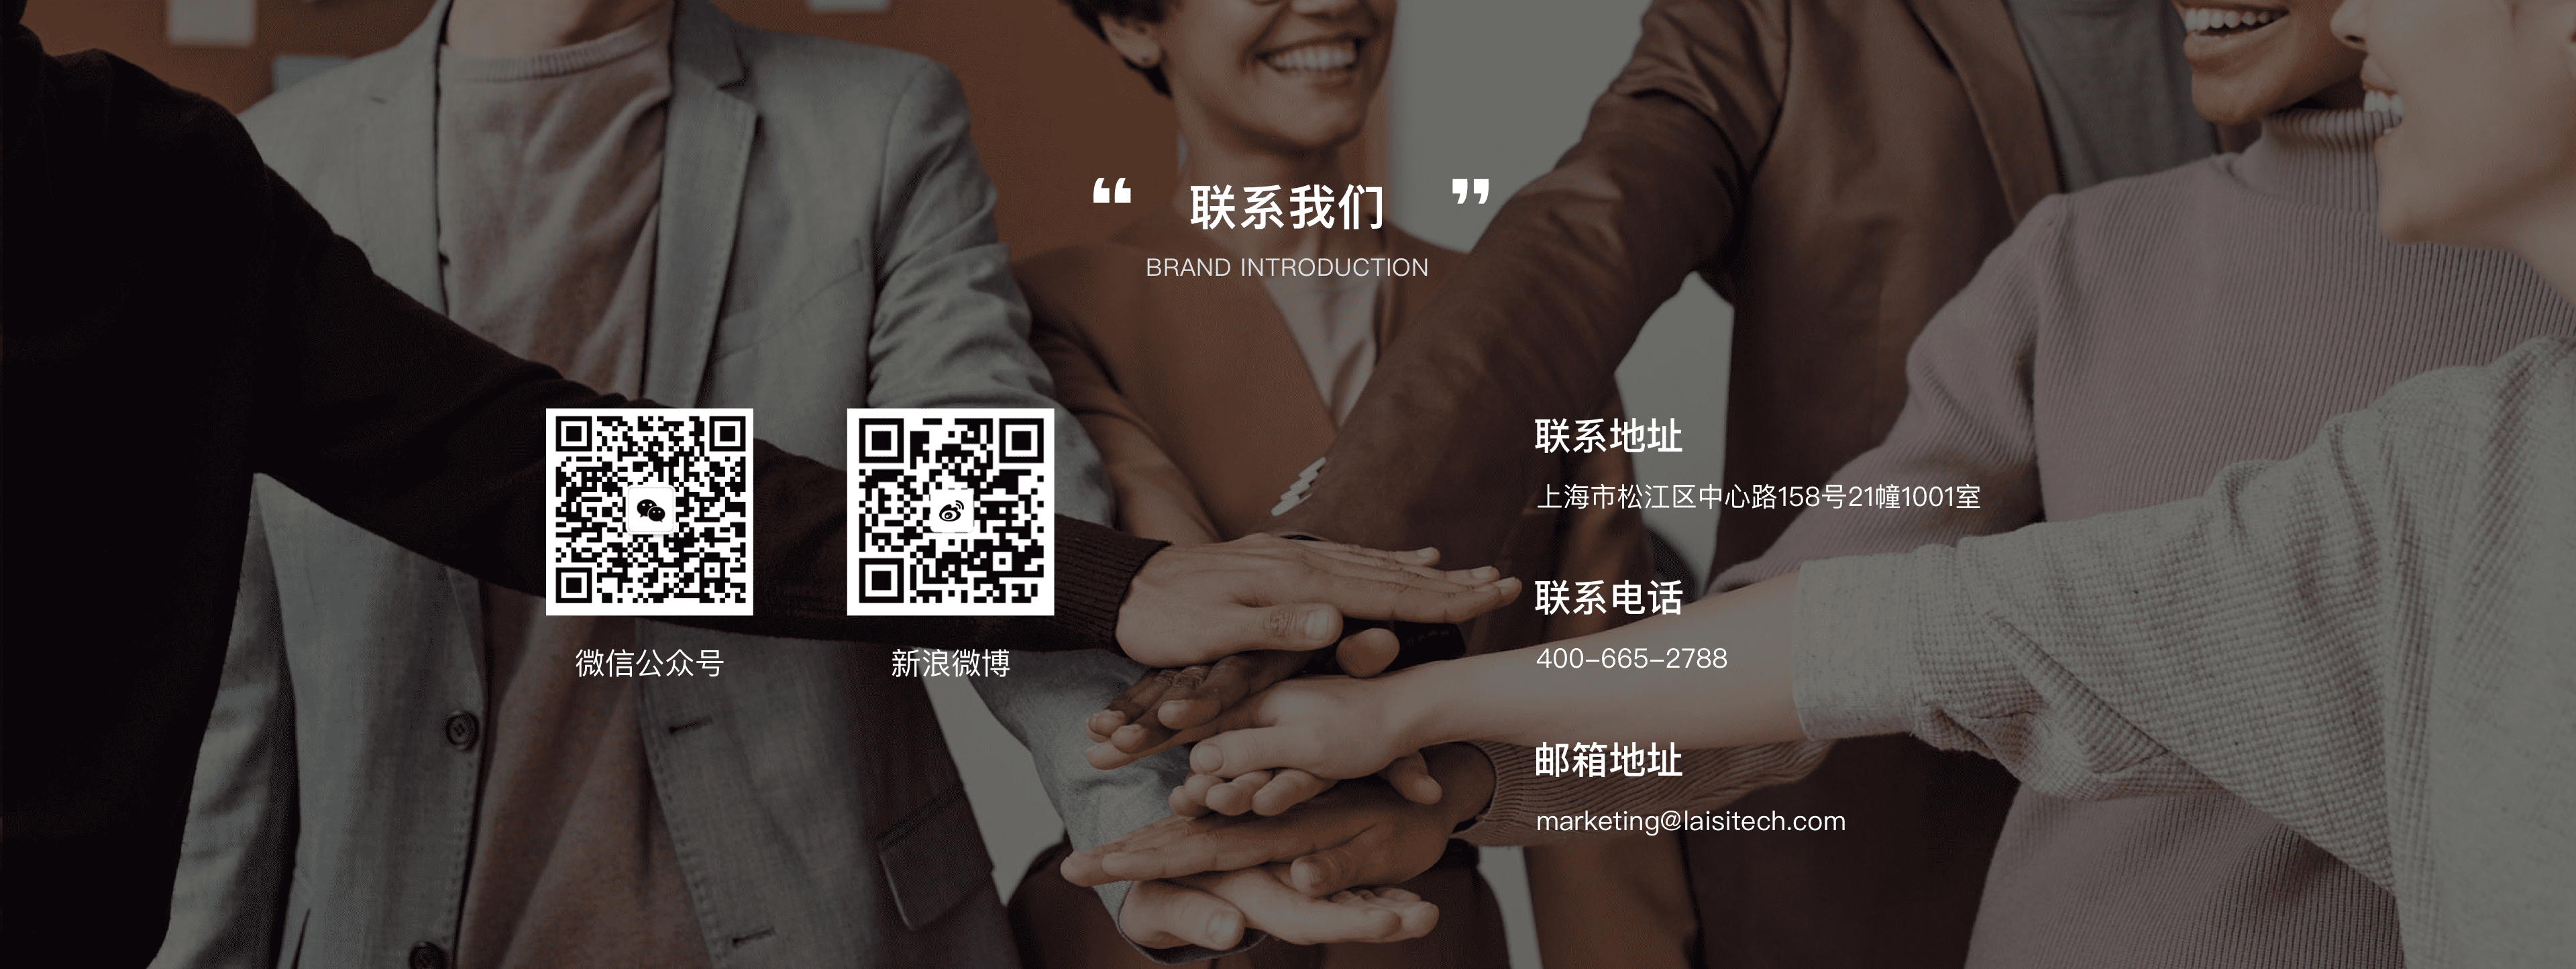 “ 联系我们 ”
BRAND INTRODUCTION
微信公众号
新浪微博
联系地址
上海市松江区中心路158号21幢1001室
联系电话
400-665-2788
邮箱地址
marketing@laisitech.com